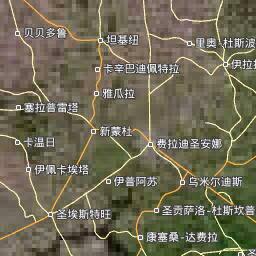 贝贝多鲁
坦基纽
里奥-杜斯波
伊拉
卡辛巴迪佩特拉
雅瓜拉
塞拉普雷塔
新蒙杜
卡温日
费拉迪圣安娜
伊佩卡埃塔
伊普阿苏
乌米尔迪斯
圣埃斯特旺
圣贡萨洛-杜斯坎普
康塞桑-达费拉